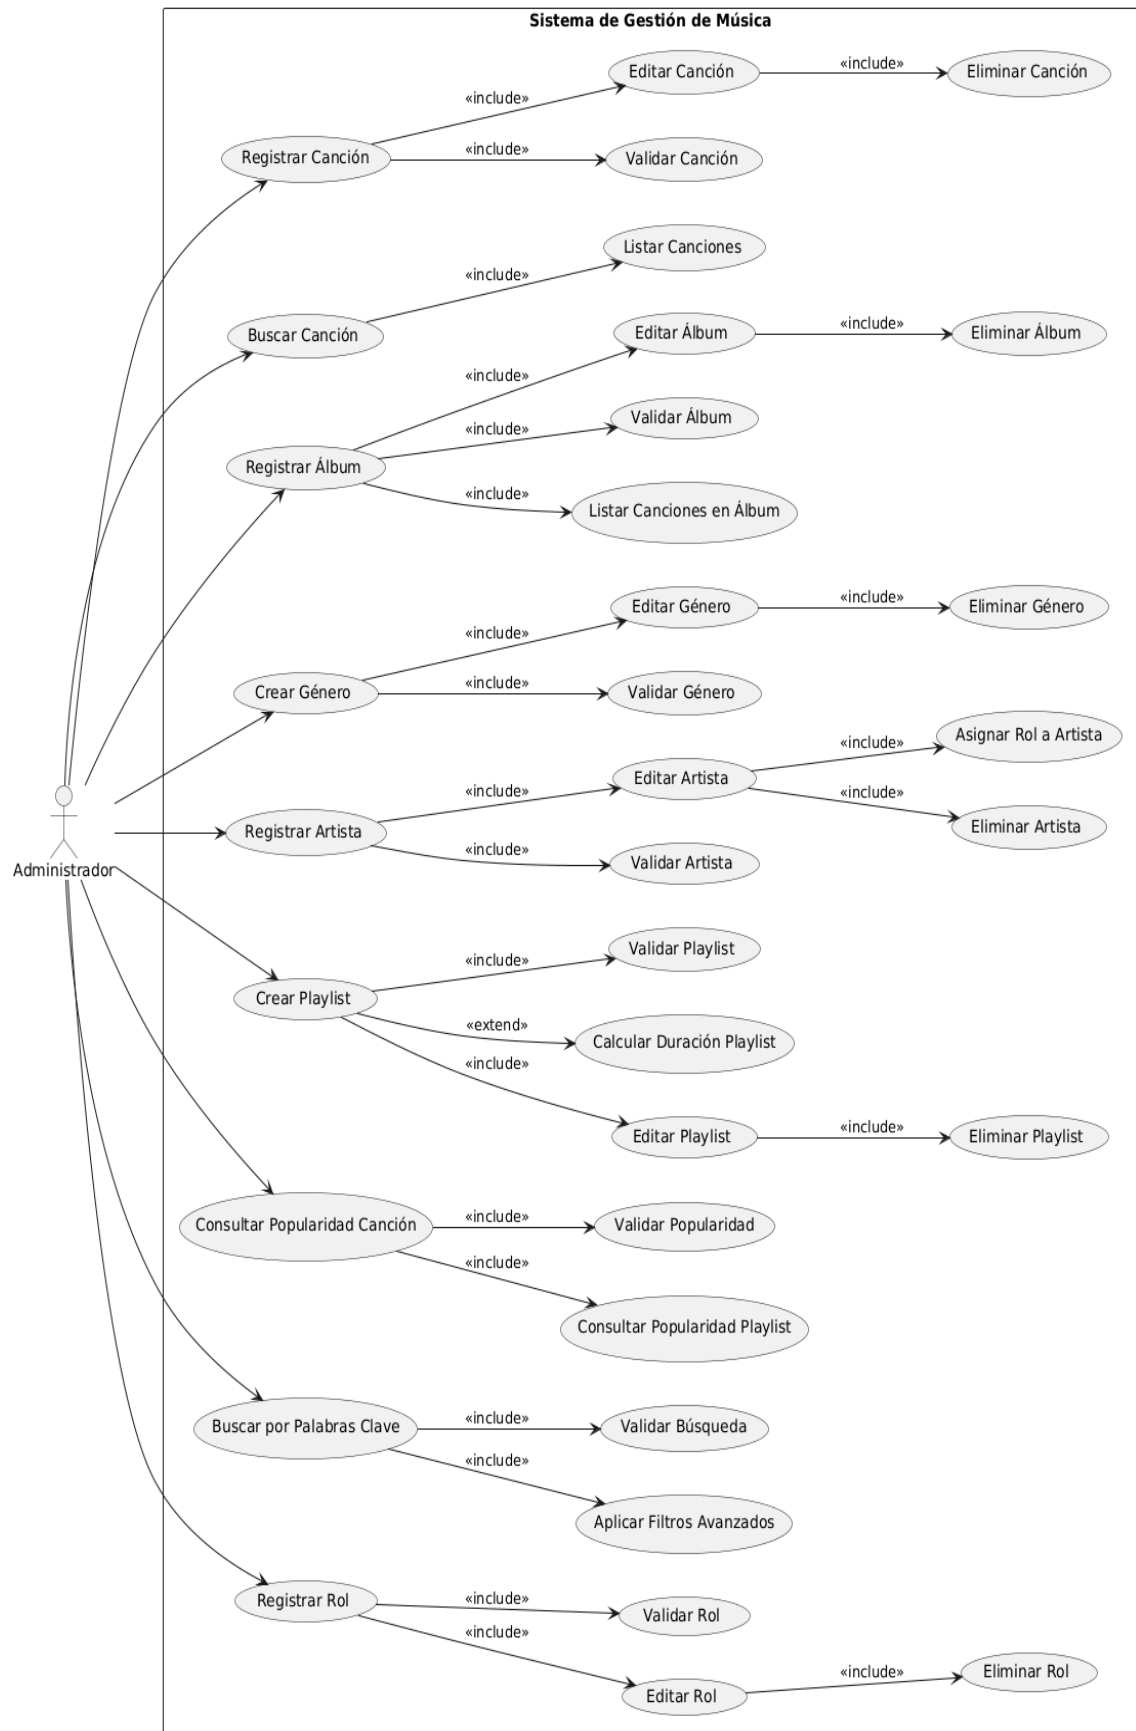 Sistema de Gestión de Música
Editar Canción
«include»
Eliminar Canción
«include»
Registrar Canción
«include»
Validar Canción
Listar Canciones
«include»
Buscar Canción
Editar Álbum
«include»
Eliminar Álbum
«include»
Validar Álbum
«include»
Registrar Álbum
«include»
Listar Canciones en Álbum
Editar Género
«include»
Eliminar Género
«include»
Crear Género
«include»
Validar Género
Asignar Rol a Artista
«include»
Editar Artista
«include»
«include»
Eliminar Artista
Registrar Artista
«include»
Validar Artista
Administrador
Validar Playlist
«include»
Crear Playlist
«extend»
Calcular Duración Playlist
«include»
Editar Playlist
«include»
Eliminar Playlist
Consultar Popularidad Canción
«include»
Validar Popularidad
«include»
Consultar Popularidad Playlist
Buscar por Palabras Clave
«include»
Validar Búsqueda
«include»
Aplicar Filtros Avanzados
Registrar Rol
«include»
Validar Rol
«include»
Editar Rol
«include»
Eliminar Rol